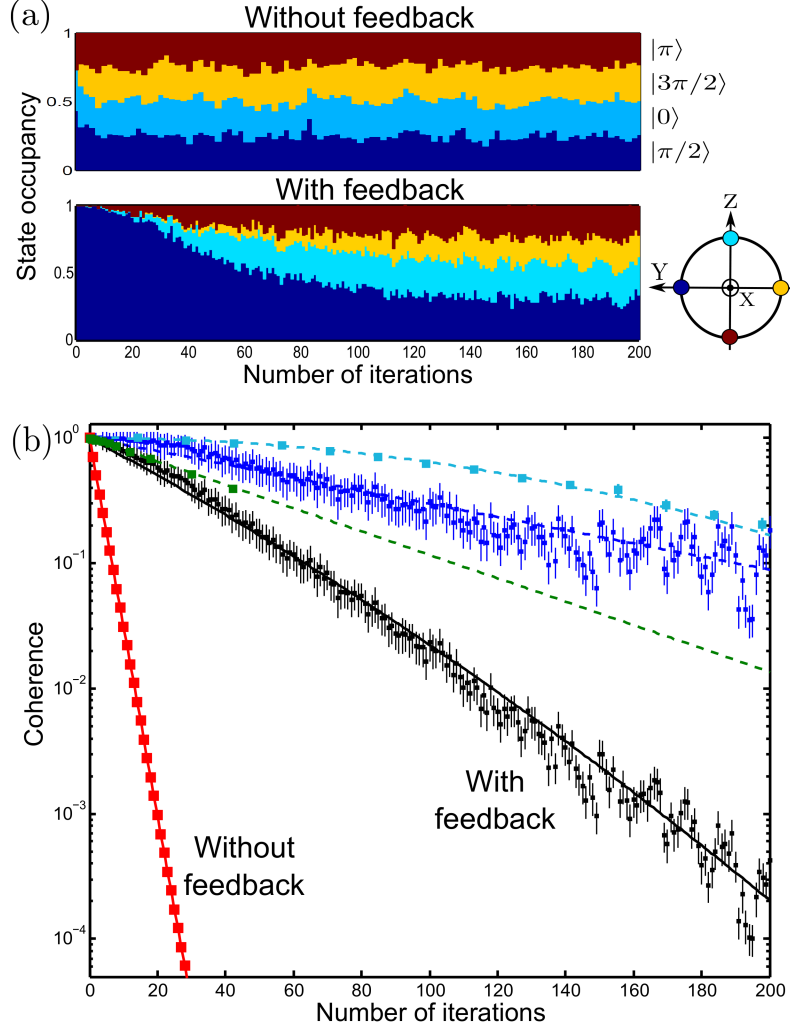 (a)
Without feedback
1
0.5
0
|π⟩
|3π/2⟩
|0⟩
|π/2⟩
State occupancy
With feedback
1
0.5
0
0 20 40 60 80 100 120 140 160 180 200
Number of iterations
Z
Y
X
(b)
10⁰
10⁻¹
10⁻²
10⁻³
10⁻⁴
Coherence
With
feedback
Without
feedback
0 20 40 60 80 100 120 140 160 180 200
Number of iterations